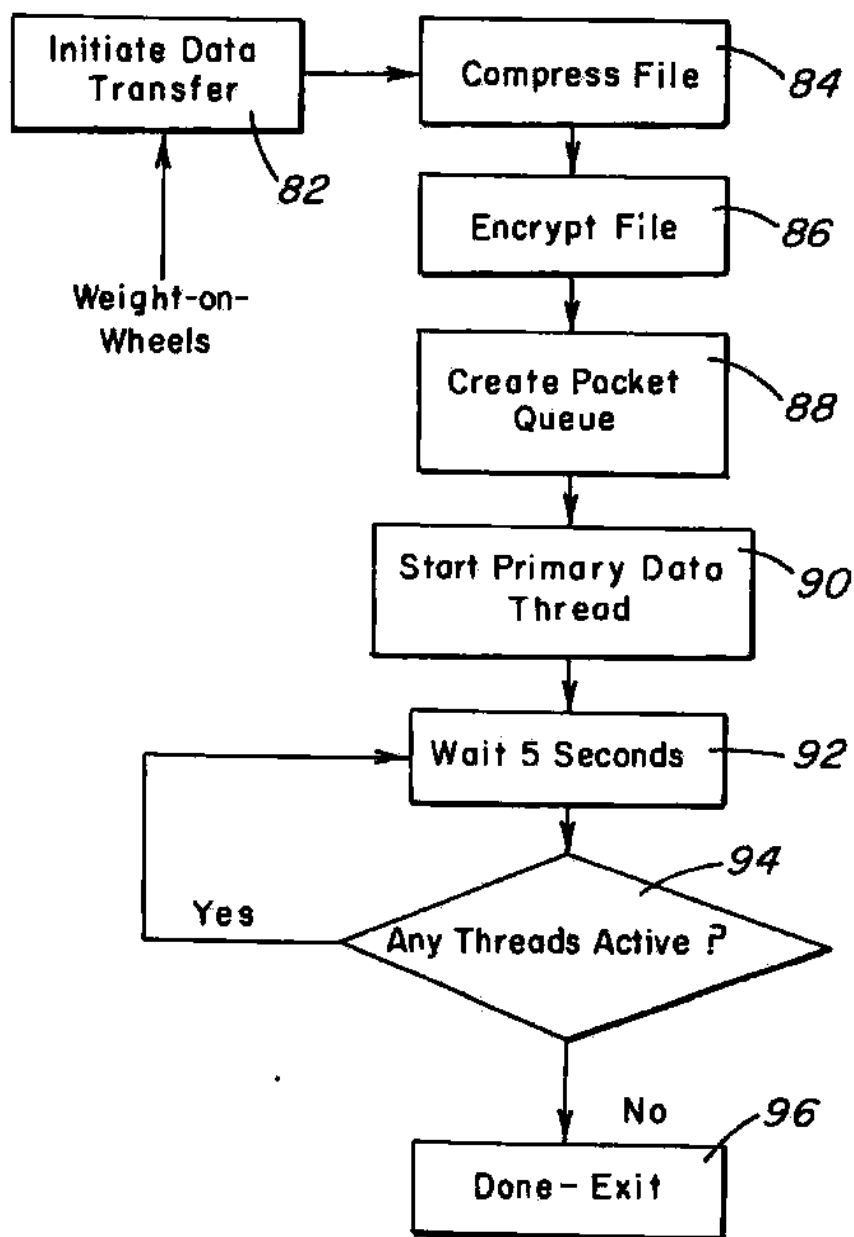 Initiate Data
Transfer
82
Weight-on-
Wheels
Compress File
84
Encrypt File
86
Create Packet
Queue
88
Start Primary Data
Thread
90
Wait 5 Seconds
92
Any Threads Active ?
94
Yes
No
Done - Exit
96